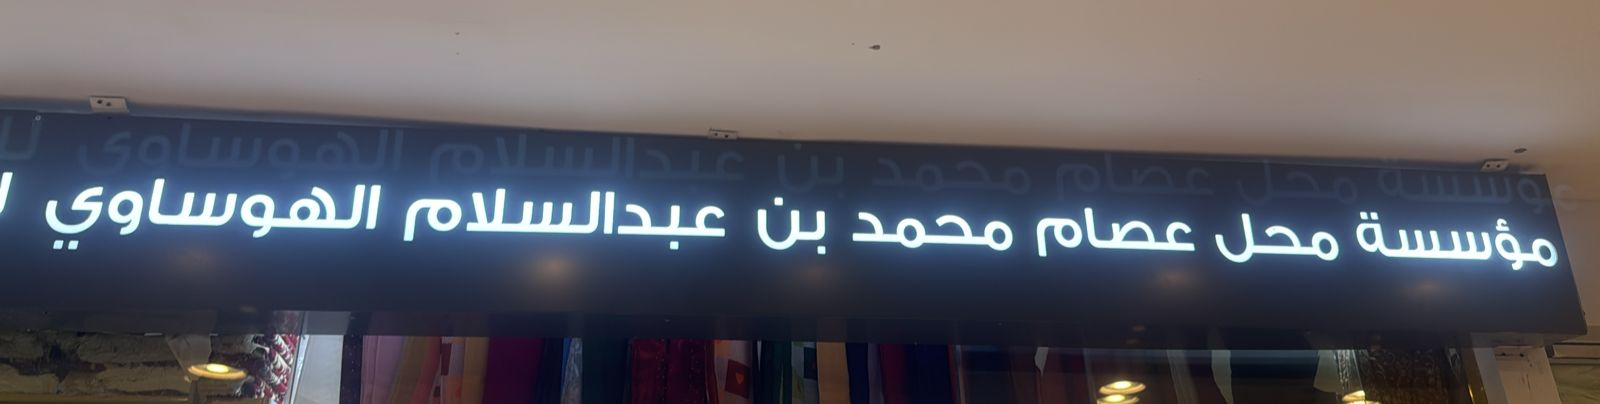 مؤسسة محل عصام محمد بن عبدالسلام الهوساوي